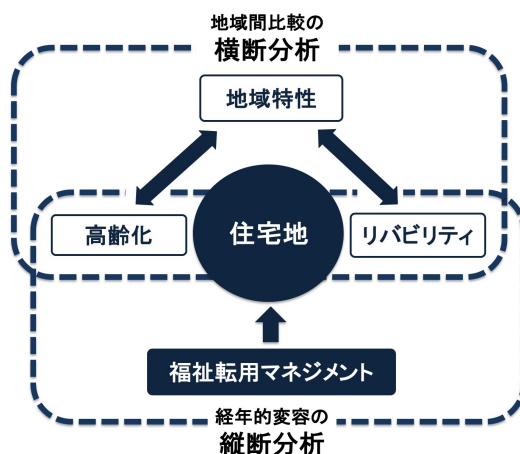 地域間比較の
横断分析
地域特性
高齢化
住宅地
リバビリティ
福祉転用マネジメント
経年的変容の
縦断分析